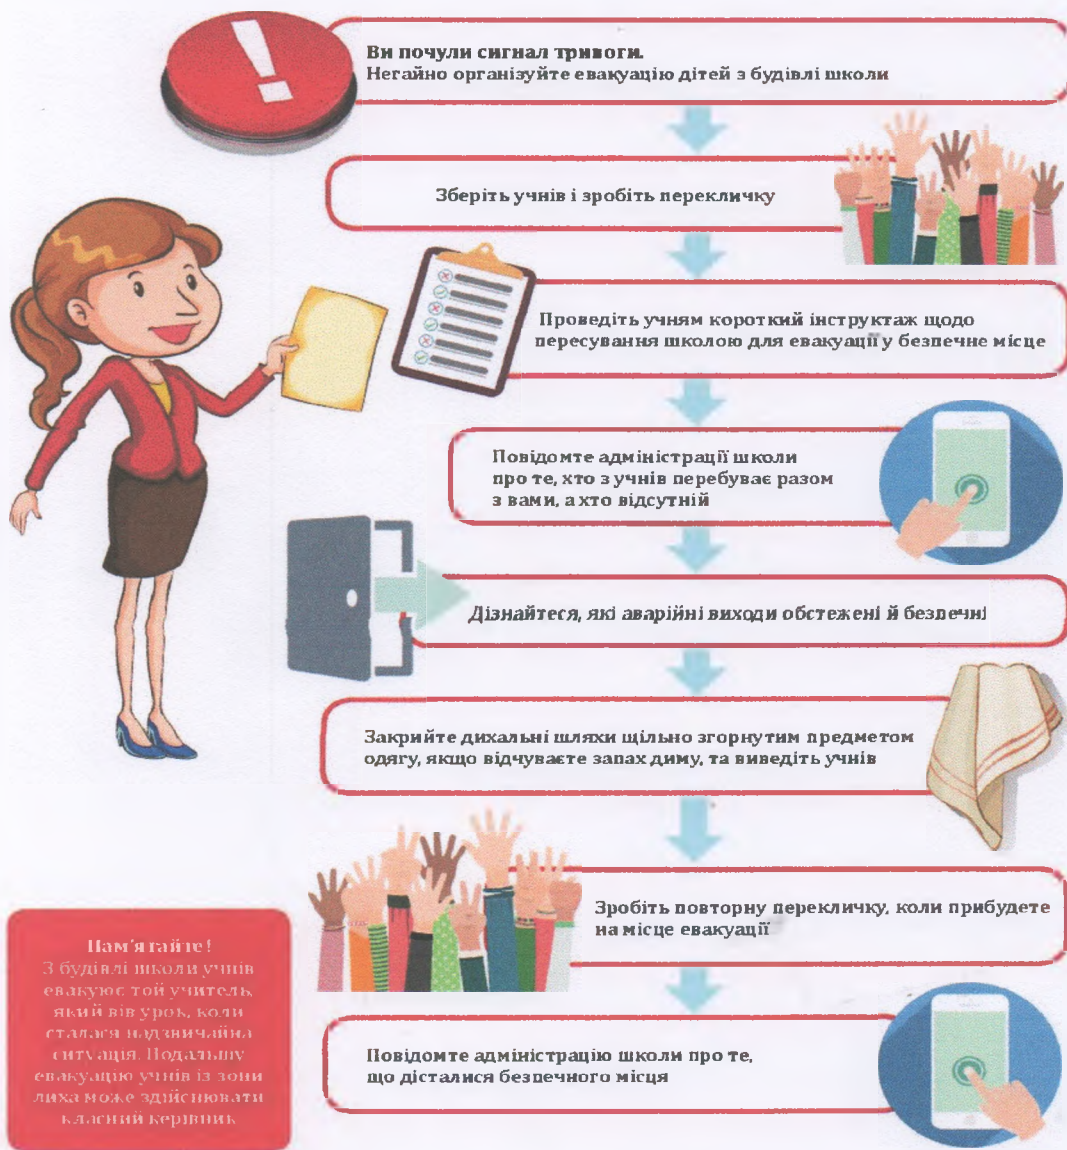 Ви почули сигнал тривоги.
Негайно організуйте евакуацію дітей з будівлі школи
Зберіть учнів і зробіть перекличку
Проведіть учням короткий інструктаж щодо
пересування школою для евакуації у безпечне місце
Повідомте адміністрації школи
про те, хто з учнів перебуває разом
з вами, а хто відсутній
Дізнайтеся, які аварійні виходи обстежені й безпечні
Закрийте дихальні шляхи щільно згорнутим предметом
одягу, якщо відчуваєте запах диму, та виведіть учнів
Зробіть повторну перекличку, коли прибудете
на місце евакуації
Повідомте адміністрацію школи про те,
що дісталися безпечного місця
Пам'ятайте!
З будівлі школи учнів
евакуює той учитель,
який вів урок, коли
сталася надзвичайна
ситуація. Подальшу
евакуацію учнів із зони
лиха може здійснювати
класний керівник